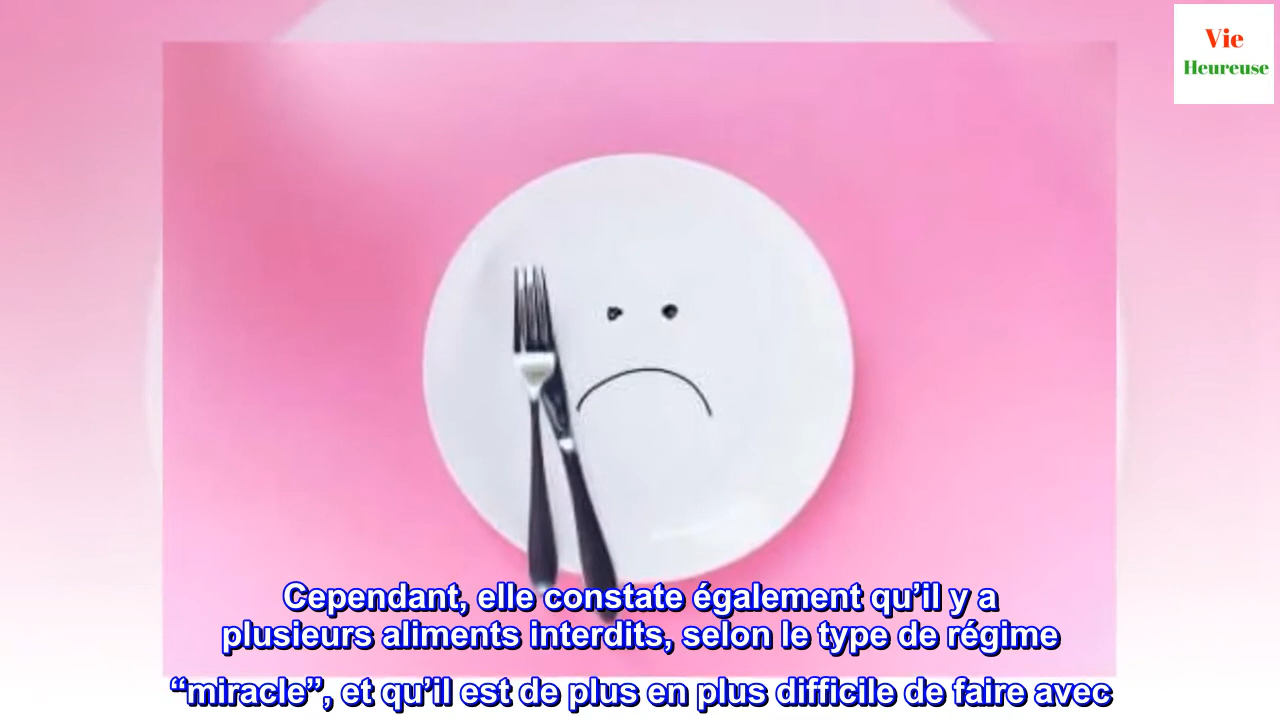 Vie
Heureuse
Cependant, elle constate également qu’il y a
plusieurs aliments interdits, selon le type de régime
“miracle”, et qu’il est de plus en plus difficile de faire avec